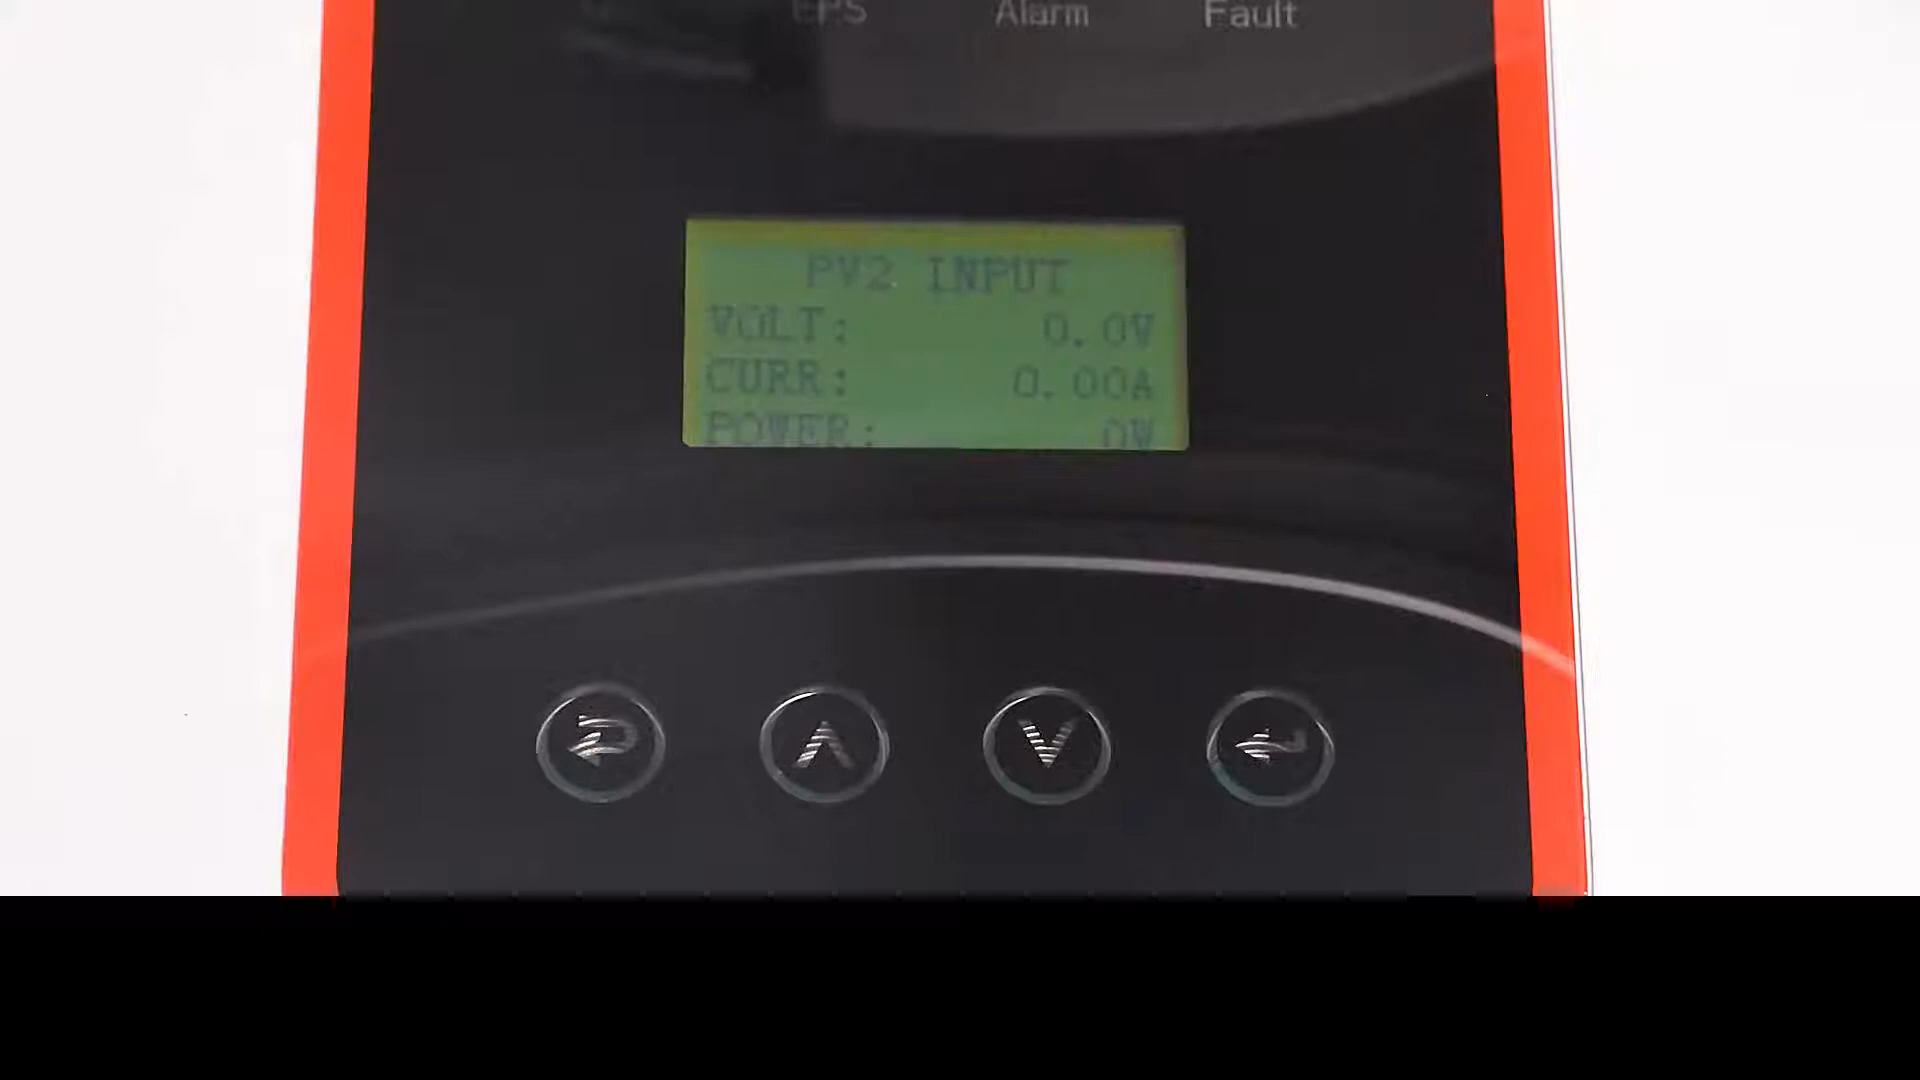 EPS Alarm Fault
PV2 INPUT
VOLT: 0.0V
CURR: 0.00A
POWER: 0W